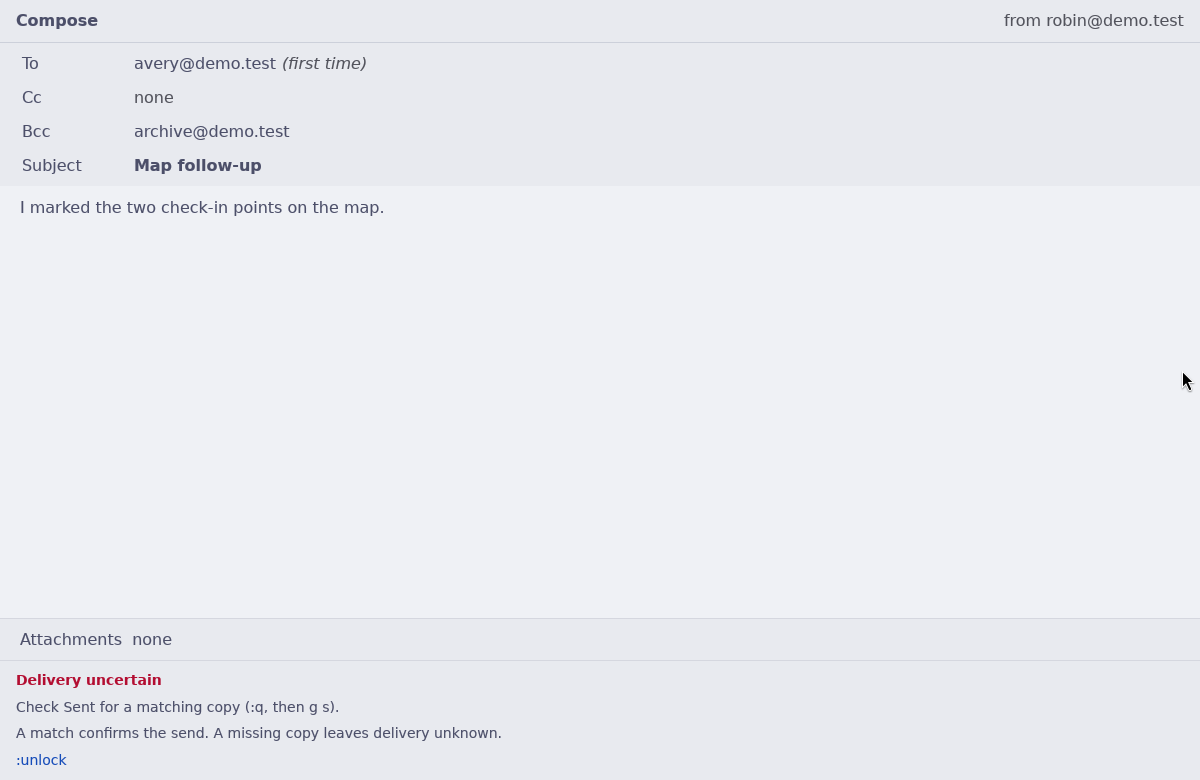 Compose from robin@demo.test
To avery@demo.test (first time)
Cc none
Bcc archive@demo.test
Subject Map follow-up
I marked the two check-in points on the map.
Attachments none
Delivery uncertain
Check Sent for a matching copy (:q, then g s).
A match confirms the send. A missing copy leaves delivery unknown.
:unlock